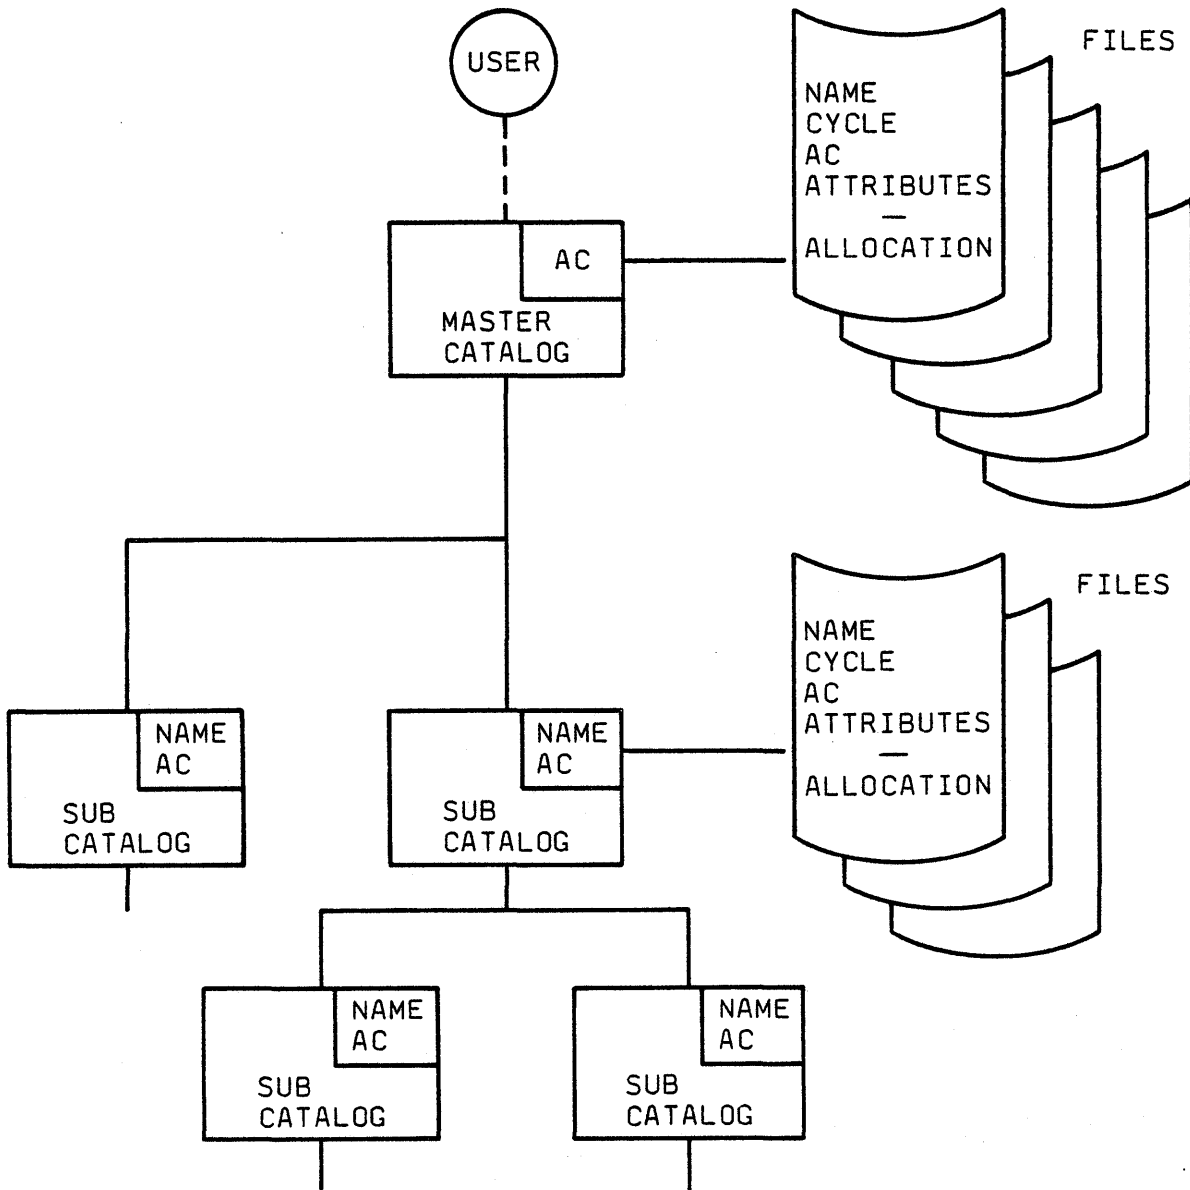 USER
FILES
NAME
CYCLE
AC
ATTRIBUTES
—
ALLOCATION
AC
MASTER
CATALOG
FILES
NAME
CYCLE
AC
ATTRIBUTES
—
ALLOCATION
NAME
AC
SUB
CATALOG
NAME
AC
SUB
CATALOG
NAME
AC
SUB
CATALOG
NAME
AC
SUB
CATALOG